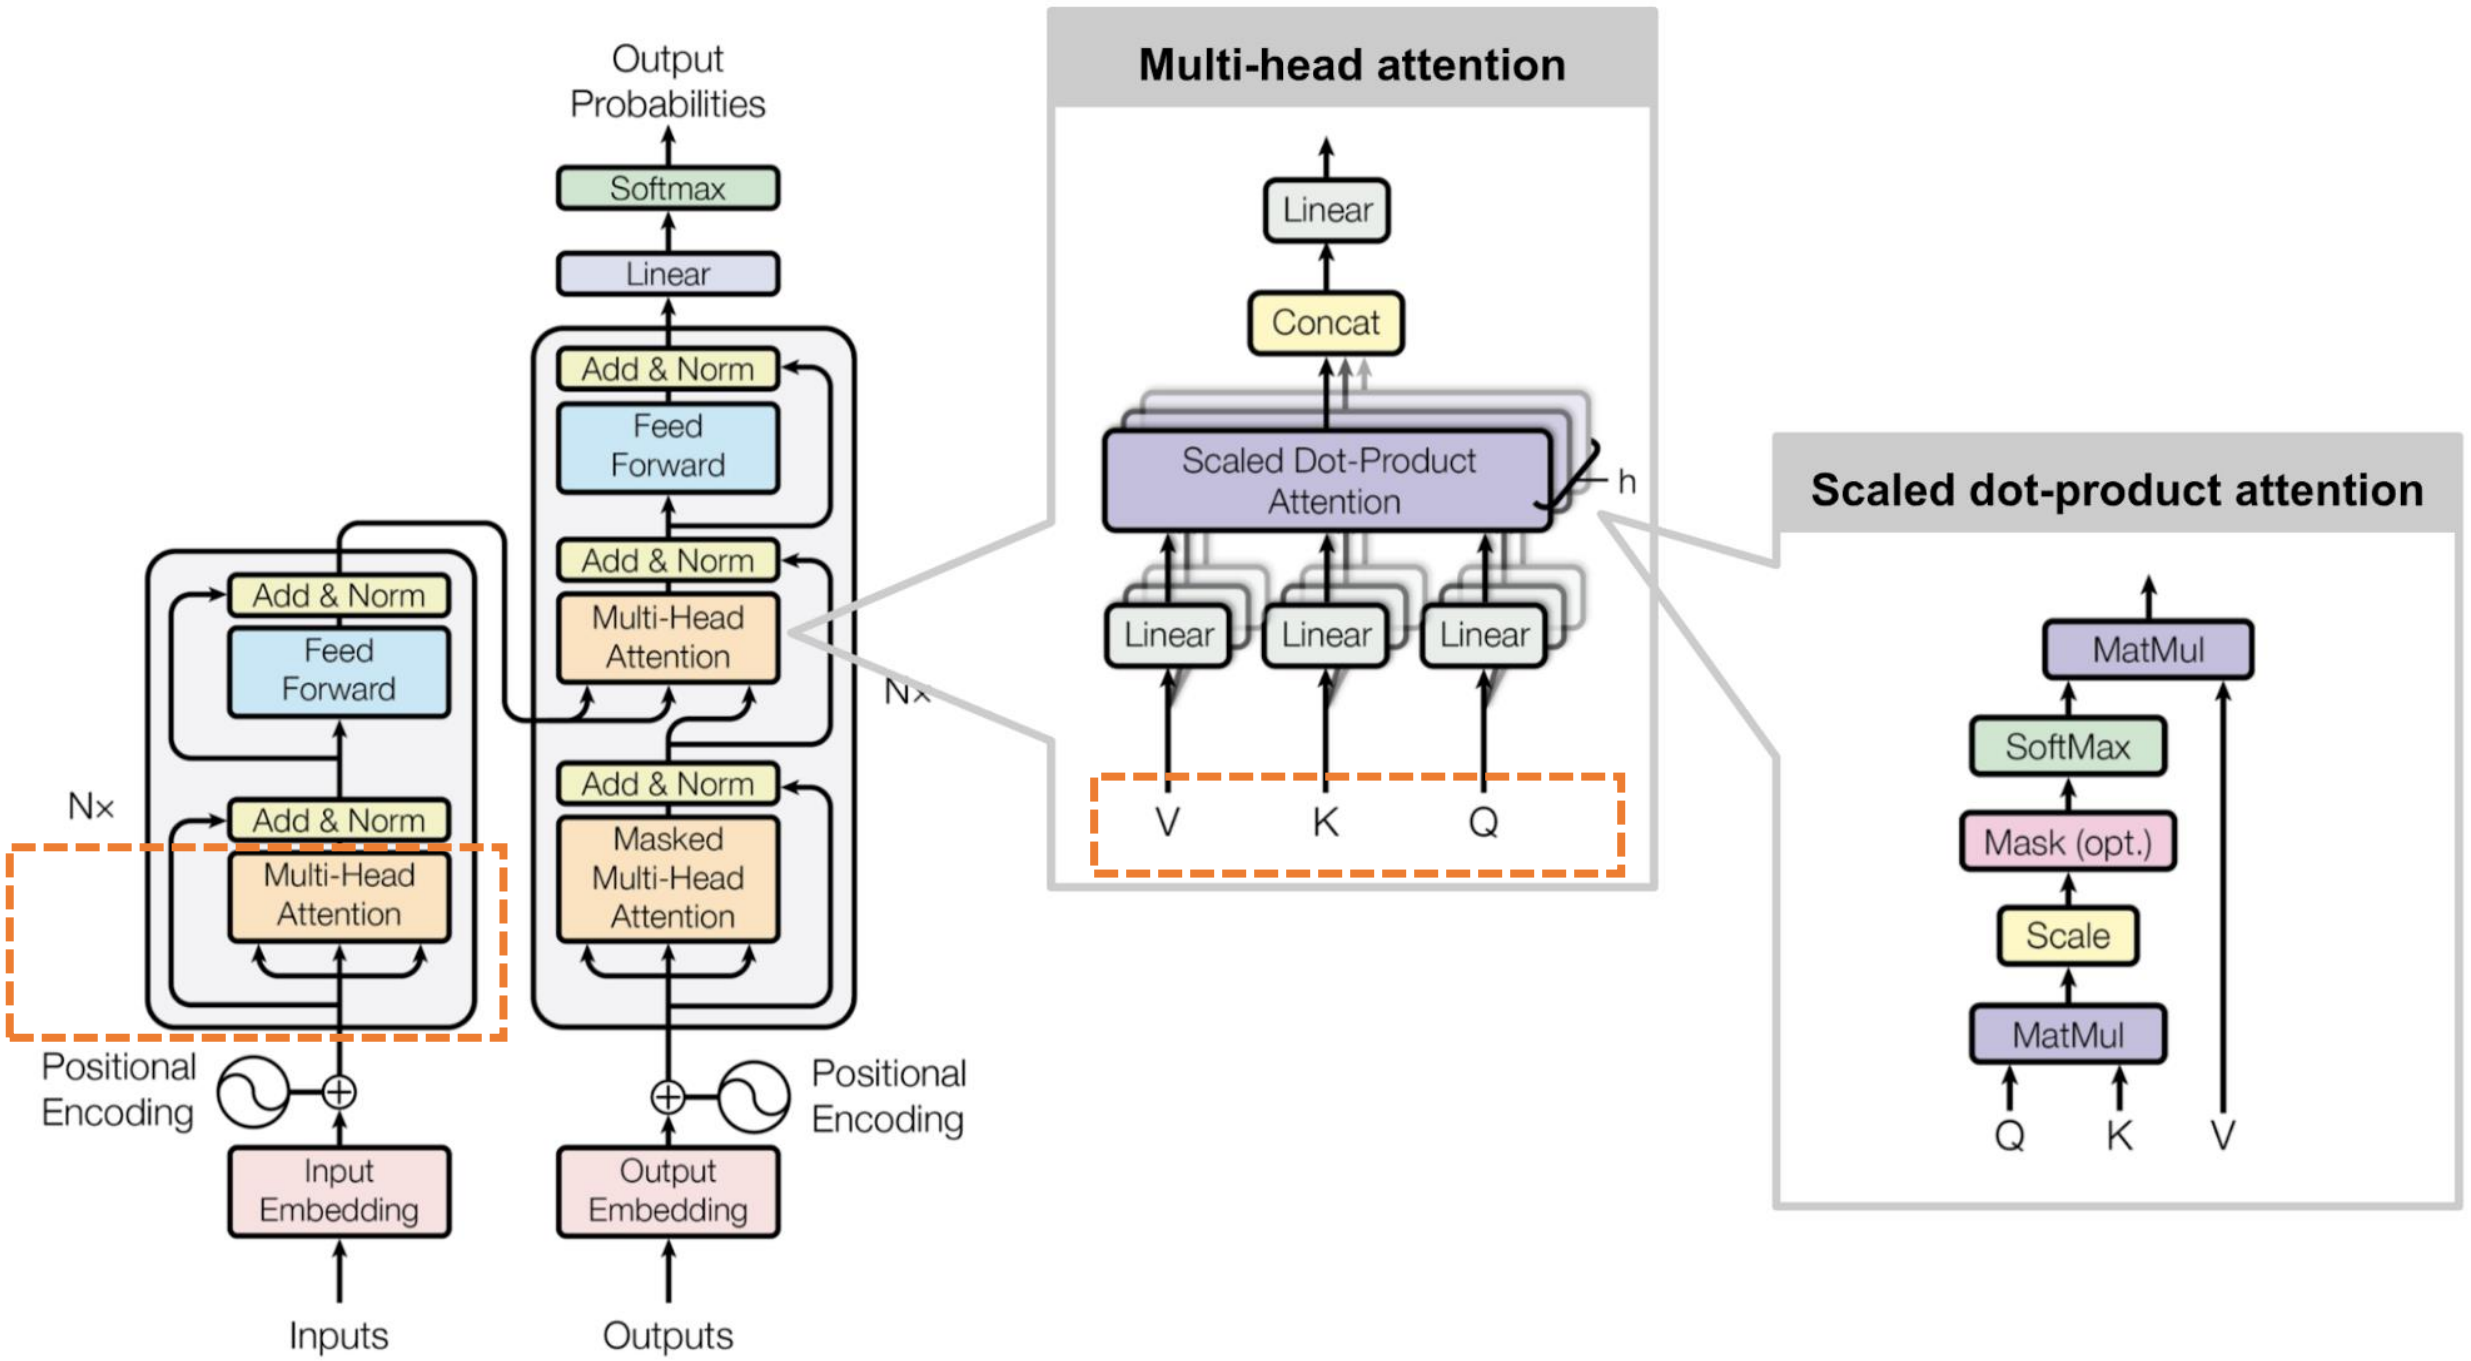 Output
Probabilities
Softmax
Linear
Add & Norm
Feed
Forward
Add & Norm
Multi-Head
Attention
Nx
Add & Norm
Masked
Multi-Head
Attention
Positional
Encoding
Output
Embedding
Outputs
Add & Norm
Feed
Forward
Nx
Add & Norm
Multi-Head
Attention
Positional
Encoding
Input
Embedding
Inputs
Multi-head attention
Linear
Concat
Scaled Dot-Product
Attention
h
Linear Linear Linear
V K Q
Scaled dot-product attention
MatMul
SoftMax
Mask (opt.)
Scale
MatMul
Q K V